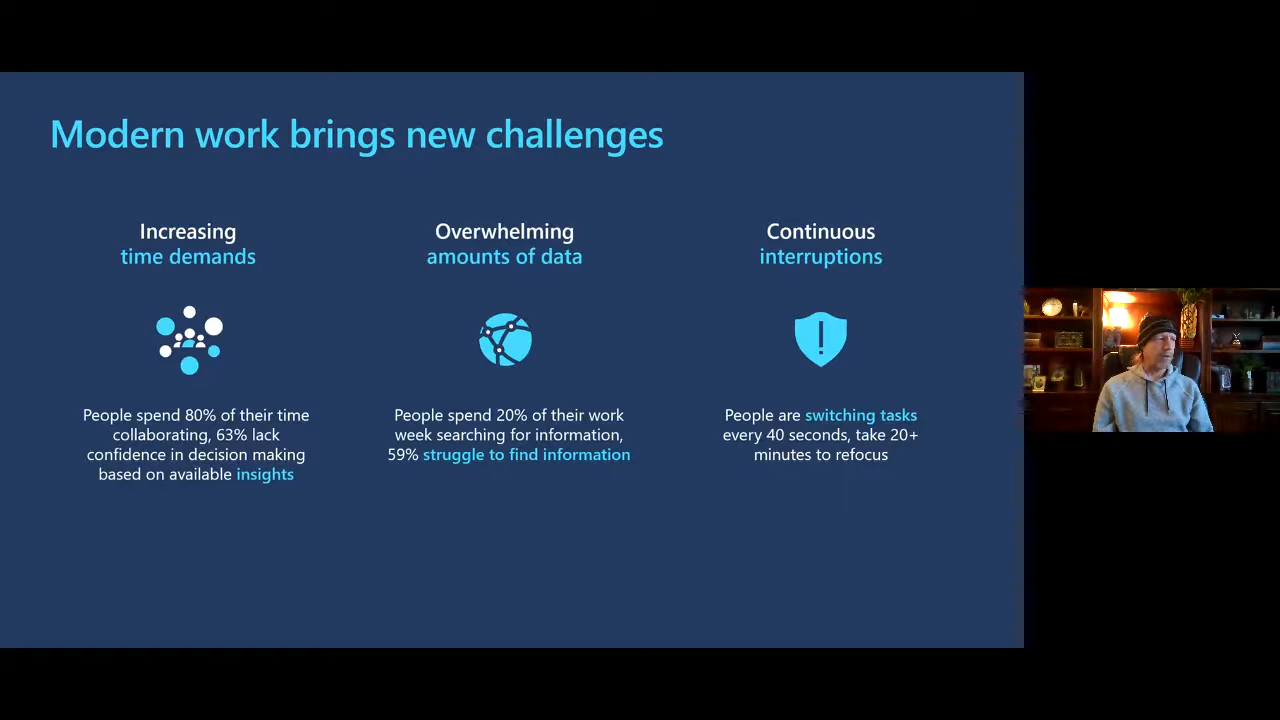 Modern work brings new challenges
Increasing
time demands
People spend 80% of their time
collaborating, 63% lack
confidence in decision making
based on available insights
Overwhelming
amounts of data
People spend 20% of their work
week searching for information,
59% struggle to find information
Continuous
interruptions
People are switching tasks
every 40 seconds, take 20+
minutes to refocus